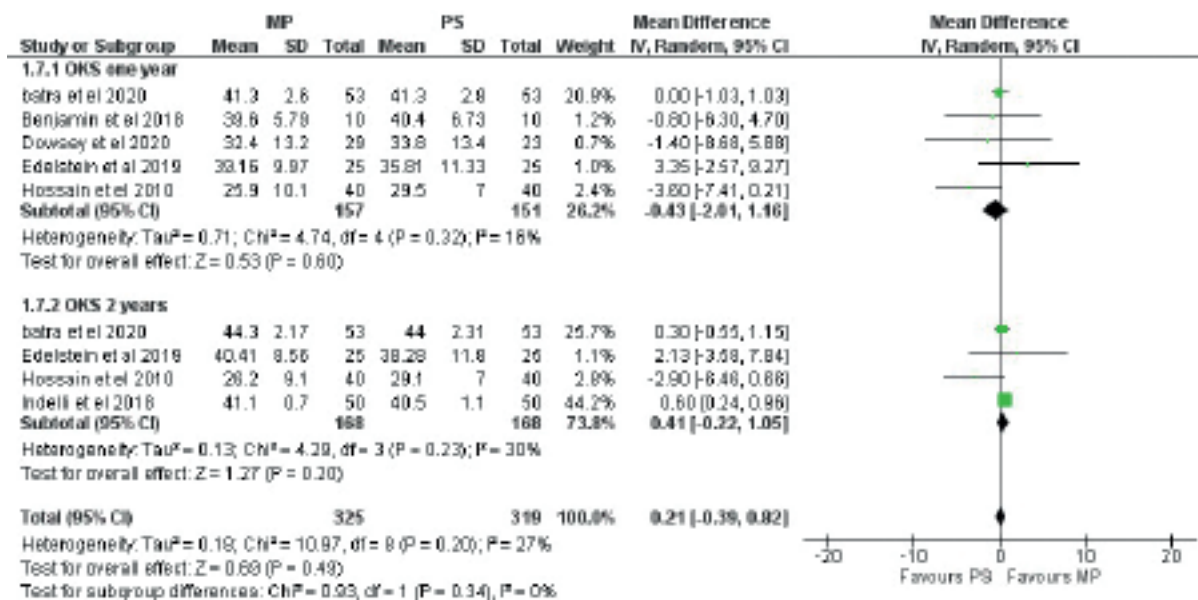 MP PS Mean Difference Mean Difference
Study or Subgroup Mean SD Total Mean SD Total Weight IV, Random, 95% CI IV, Random, 95% CI
1.7.1 OKS one year
batra et el 2020 41.3 2.6 53 41.3 2.8 53 20.9% 0.00 [-1.03, 1.03]
Benjamin et el 2018 39.6 5.79 10 40.4 6.73 10 1.2% -0.80 [-6.30, 4.70]
Dowsey et el 2020 32.4 13.2 29 33.8 13.4 23 0.7% -1.40 [-8.68, 5.88]
Edelstein et al 2019 39.16 9.97 25 35.81 11.33 25 1.0% 3.35 [-2.57, 9.27]
Hossain et el 2010 25.9 10.1 40 29.5 7 40 2.4% -3.60 [-7.41, 0.21]
Subtotal (95% CI) 157 151 26.2% -0.43 [-2.01, 1.16]
Heterogeneity: Tau² = 0.71; Chi² = 4.74, df = 4 (P = 0.32); I² = 16%
Test for overall effect: Z = 0.53 (P = 0.60)
1.7.2 OKS 2 years
batra et el 2020 44.3 2.17 53 44 2.31 53 25.7% 0.30 [-0.55, 1.15]
Edelstein et al 2019 40.41 8.56 25 38.28 11.8 25 1.1% 2.13 [-3.58, 7.84]
Hossain et el 2010 26.2 9.1 40 29.1 7 40 2.8% -2.90 [-6.46, 0.66]
Indelli et el 2018 41.1 0.7 50 40.5 1.1 50 44.2% 0.60 [0.24, 0.96]
Subtotal (95% CI) 168 168 73.8% 0.41 [-0.22, 1.05]
Heterogeneity: Tau² = 0.13; Chi² = 4.29, df = 3 (P = 0.23); I² = 30%
Test for overall effect: Z = 1.27 (P = 0.20)
Total (95% CI) 325 319 100.0% 0.21 [-0.39, 0.82]
Heterogeneity: Tau² = 0.18; Chi² = 10.97, df = 8 (P = 0.20); I² = 27%
Test for overall effect: Z = 0.69 (P = 0.49)
Test for subgroup differences: Chi² = 0.93, df = 1 (P = 0.34), I² = 0%
-20 -10 0 10 20
Favours PS Favours MP